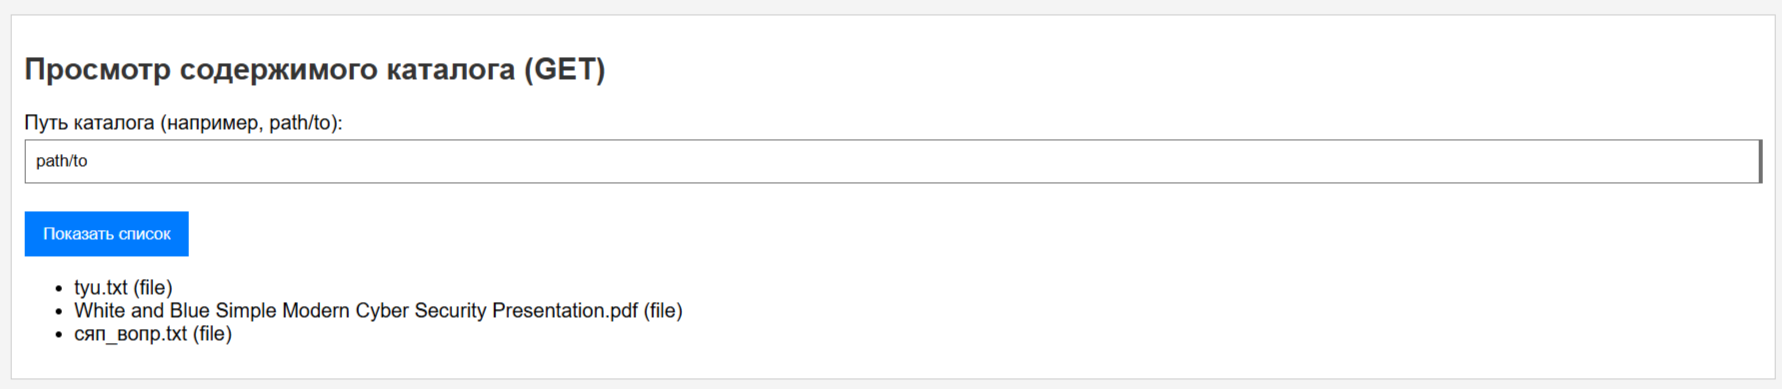 Просмотр содержимого каталога (GET)
Путь каталога (например, path/to):
path/to
Показать список
tyu.txt (file)
White and Blue Simple Modern Cyber Security Presentation.pdf (file)
сяп_вопр.txt (file)